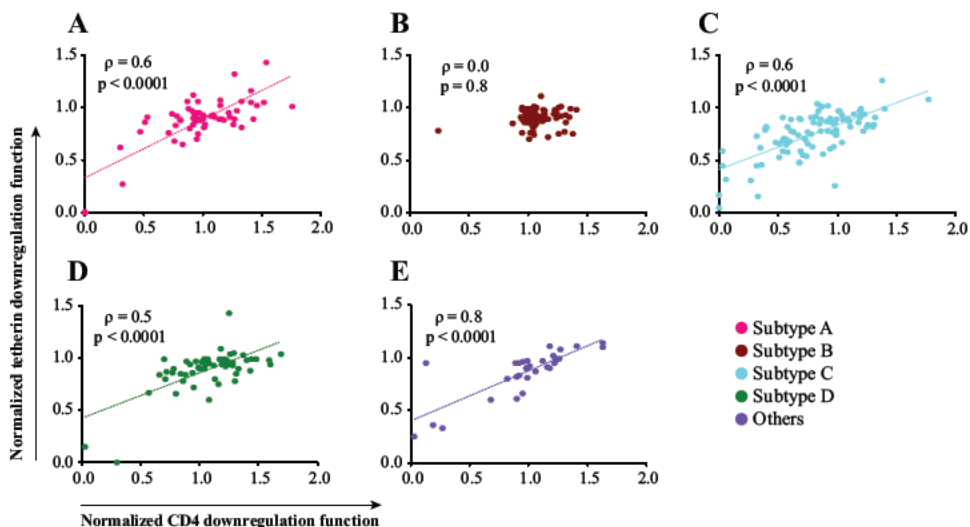 A
B
C
1.5
ρ = 0.6
p < 0.0001
1.0
0.5
0.0
0.0 0.5 1.0 1.5 2.0
1.5
ρ = 0.0
p = 0.8
1.0
0.5
0.0
0.0 0.5 1.0 1.5 2.0
1.5
ρ = 0.6
p < 0.0001
1.0
0.5
0.0
0.0 0.5 1.0 1.5 2.0
D
E
1.5
ρ = 0.5
p < 0.0001
1.0
0.5
0.0
0.0 0.5 1.0 1.5 2.0
1.5
ρ = 0.8
p < 0.0001
1.0
0.5
0.0
0.0 0.5 1.0 1.5 2.0
Subtype A
Subtype B
Subtype C
Subtype D
Others
Normalized tetherin downregulation function
Normalized CD4 downregulation function